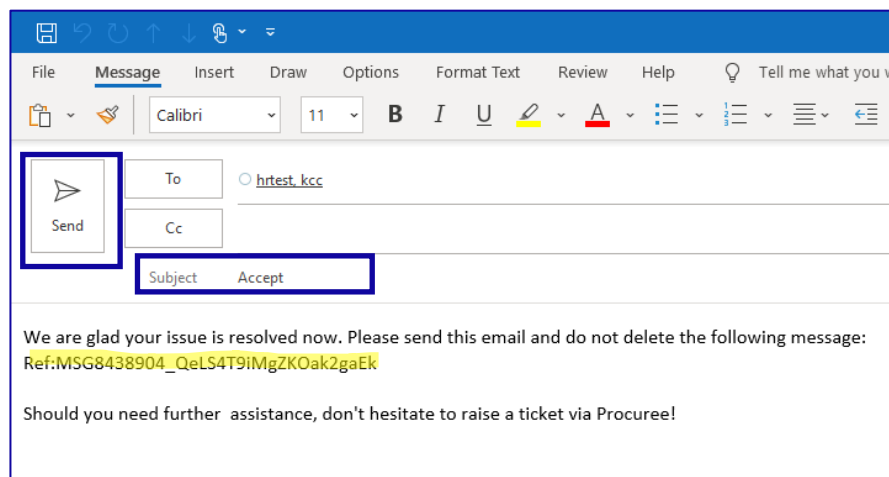 File Message Insert Draw Options Format Text Review Help Tell me what you
Calibri 11 B I U A
To hrtest, kcc
Send
Cc
Subject Accept
We are glad your issue is resolved now. Please send this email and do not delete the following message:
Ref:MSG8438904_QeLS4T9iMgZKOak2gaEk
Should you need further  assistance, don't hesitate to raise a ticket via Procuree!